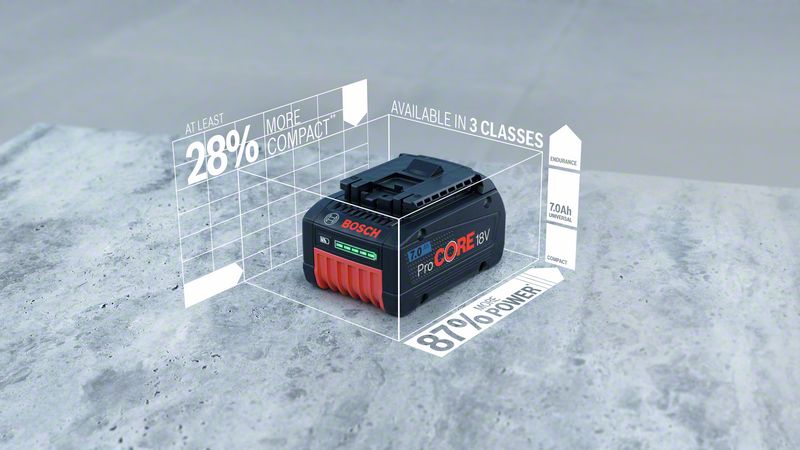 AT LEAST
28%
MORE
COMPACT**
AVAILABLE IN 3 CLASSES
ENDURANCE
7.0Ah
UNIVERSAL
COMPACT
BOSCH
7.0
ProCORE18V
87% MORE
POWER*